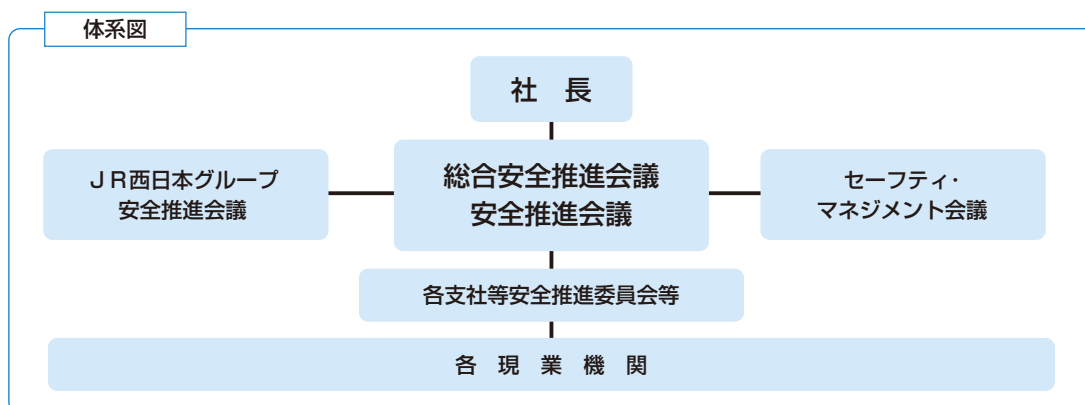 体系図
社　長
ＪＲ西日本グループ
安全推進会議
総合安全推進会議
安全推進会議
セーフティ・
マネジメント会議
各支社等安全推進委員会等
各　現　業　機　関